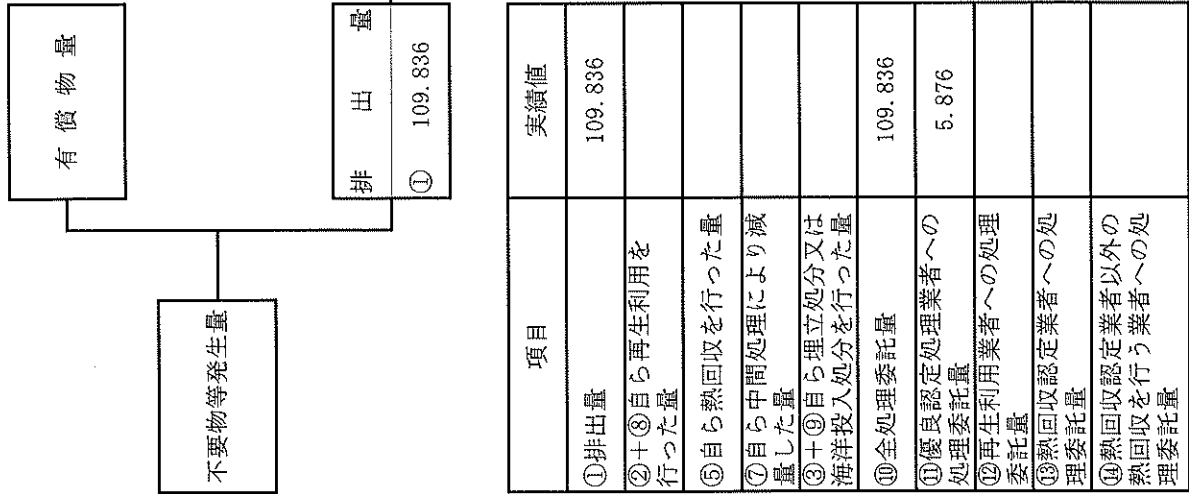 不要物等発生量
有償物量
排出量
① 109.836
項目 実績値
①排出量 109.836
②+⑧自ら再生利用を
行った量
⑤自ら熱回収を行った量
⑦自ら中間処理により減
量した量
③+⑨自ら埋立処分又は
海洋投入処分を行った量
⑩全処理委託量 109.836
⑪優良認定処理業者への
処理委託量 5.876
⑫再生利用業者への処理
委託量
⑬熱回収認定業者への処
理委託量
⑭熱回収認定業者以外の
熱回収を行う業者への処
理委託量